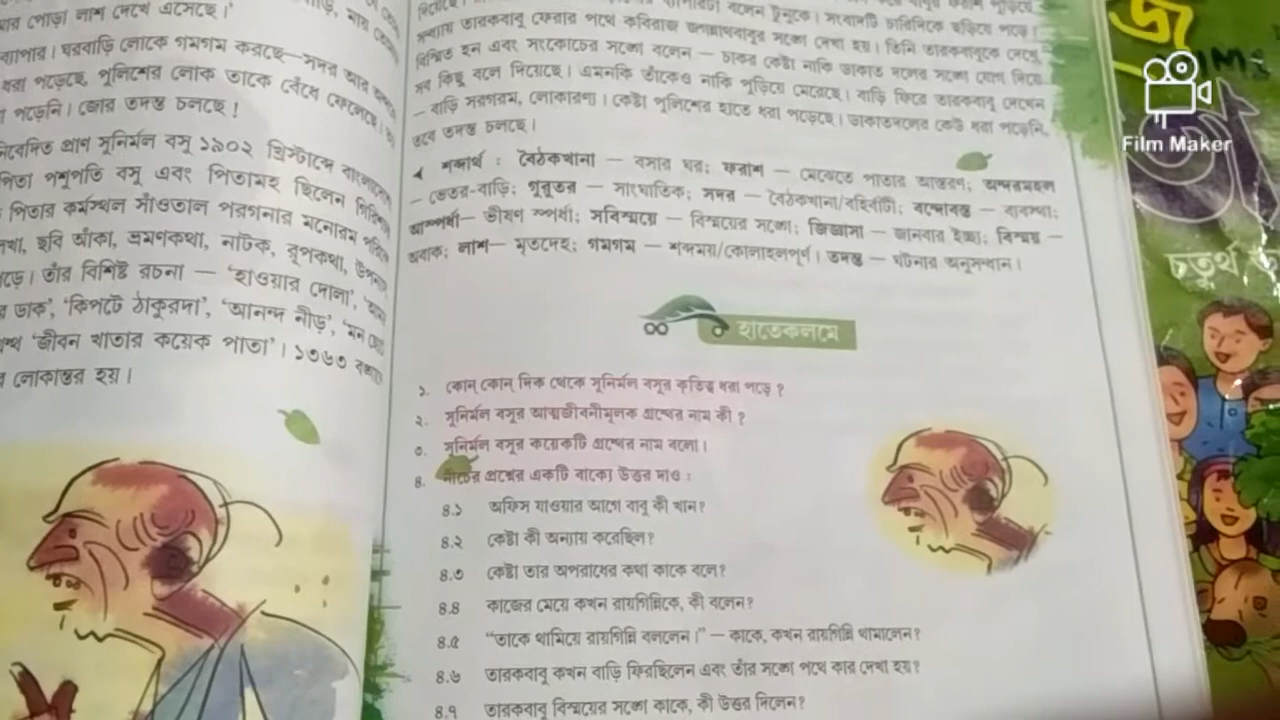 মার পোড়া লাশ দেখে এসেছে।'
ব্যাপার। ঘরবাড়ি লোকে গমগম করছে—সদর আর
ধরা পড়েছে, পুলিশের লোক তাকে বেঁধে ফেলেছে।
পড়েনি। জোর তদন্ত চলছে!
নিবেদিত প্রাণ সুনির্মল বসু ১৯০২ খ্রিস্টাব্দে
পিতা পশুপতি বসু এবং পিতামহ ছিলেন গিরিশ
পিতার কর্মস্থল সাঁওতাল পরগনার মনোরম
ছবি আঁকা, ভ্রমণকথা, নাটক, রূপকথা,
তাঁর বিশিষ্ট রচনা — 'হাওয়ার দোলা',
ডাক', 'কিপটে ঠাকুরদা', 'আনন্দ নীড়', 'মন
'জীবন খাতার কয়েক পাতা'। ১৩৬৩
লোকান্তর হয়।
বলেন টুনুকে। সংবাদটি চারিদিকে ছড়িয়ে পড়ে।
সন্ধ্যায় তারকবাবু ফেরার পথে কবিরাজ জগন্নাথবাবুর সঙ্গে দেখা হয়। তিনি তারকবাবুকে দেখে
বিস্মিত হন এবং সংকোচের সঙ্গে বলেন — চাকর কেষ্টা নাকি ডাকাত দলের সঙ্গে যোগ দিয়ে
সব কিছু বলে দিয়েছে। এমনকি তাঁকেও নাকি পুড়িয়ে মেরেছে। বাড়ি ফিরে তারকবাবু দেখেন
— বাড়ি সরগরম, লোকারণ্য। কেষ্টা পুলিশের হাতে ধরা পড়েছে। ডাকাতদলের কেউ ধরা পড়েনি,
তবে তদন্ত চলছে।
শব্দার্থ : বৈঠকখানা — বসার ঘর; ফরাশ — মেঝেতে পাতার আস্তরণ; অন্দরমহল
— ভেতর-বাড়ি; গুরুতর — সাংঘাতিক; সদর — বৈঠকখানা/বহির্বাটী; বন্দোবস্ত — ব্যবস্থা;
আস্পর্ধা— ভীষণ স্পর্ধা; সবিস্ময়ে — বিস্ময়ের সঙ্গে; জিজ্ঞাসা — জানবার ইচ্ছা; বিস্ময় —
অবাক; লাশ— মৃতদেহ; গমগম — শব্দময়/কোলাহলপূর্ণ। তদন্ত — ঘটনার অনুসন্ধান।
হাতেকলমে
১. কোন্ কোন্ দিক থেকে সুনির্মল বসুর কৃতিত্ব ধরা পড়ে?
২. সুনির্মল বসুর আত্মজীবনীমূলক গ্রন্থের নাম কী?
৩. সুনির্মল বসুর কয়েকটি গ্রন্থের নাম বলো।
৪. নীচের প্রশ্নের একটি বাক্যে উত্তর দাও :
৪.১ অফিস যাওয়ার আগে বাবু কী খান?
৪.২ কেষ্টা কী অন্যায় করেছিল?
৪.৩ কেষ্টা তার অপরাধের কথা কাকে বলে?
৪.৪ কাজের মেয়ে কখন রায়গিন্নিকে, কী বলেন?
৪.৫ "তাকে থামিয়ে রায়গিন্নি বললেন।" — কাকে, কখন রায়গিন্নি থামালেন?
৪.৬ তারকবাবু কখন বাড়ি ফিরছিলেন এবং তাঁর সঙ্গে পথে কার দেখা হয়?
৪.৭ তারকবাবু বিস্ময়ের সঙ্গে কাকে, কী উত্তর দিলেন?
Film Maker
চতুর্থ